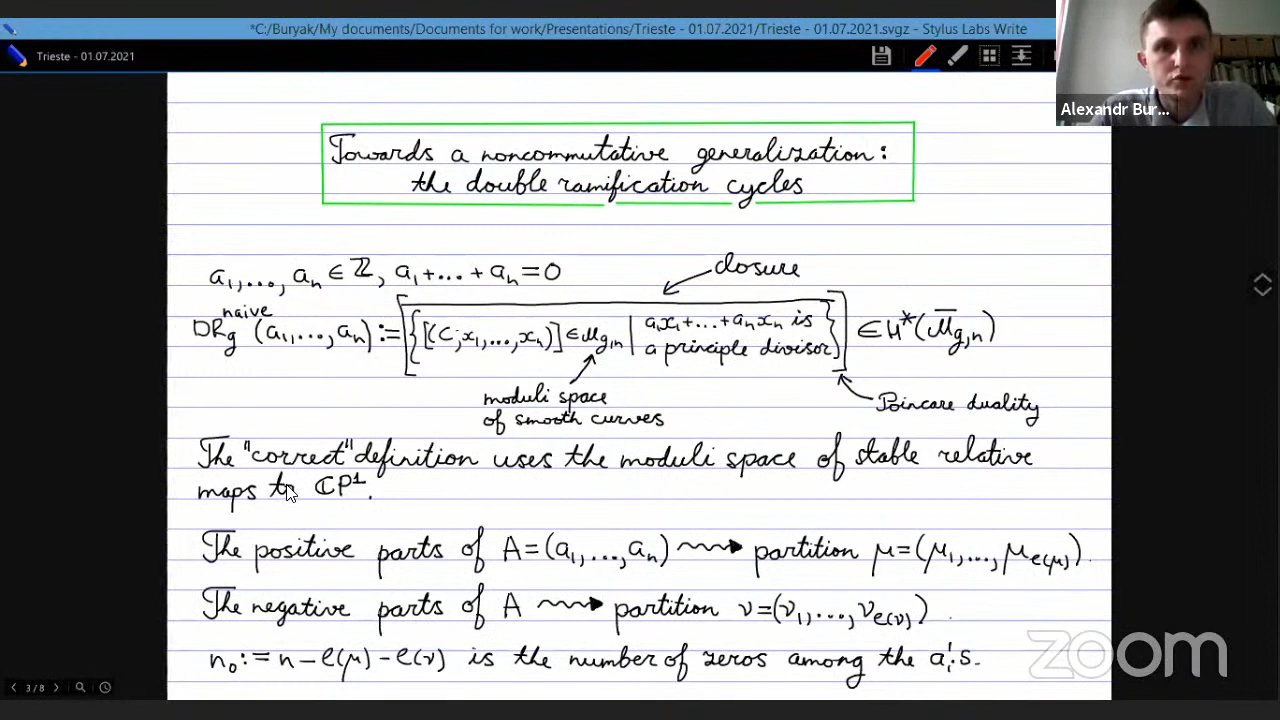 *C:/Buryak/My documents/Documents for work/Presentations/Trieste - 01.07.2021/Trieste - 01.07.2021.svgz - Stylus Labs Write
Trieste - 01.07.2021
Alexandr Bur...
Towards a noncommutative generalization:
the double ramification cycles
closure
a₁,…, aₙ ∈ ℤ, a₁+…+aₙ=0
DR_g^naive (a₁,…,aₙ):= [{[(C;x₁,…,xₙ)] ∈ ℳ_{g,n} | a₁x₁+…+aₙxₙ is a principle divisor}] ∈ H*(ℳ̄_{g,n})
moduli space
of smooth curves
Poincare duality
The "correct" definition uses the moduli space of stable relative
maps to ℂP¹.
The positive parts of A=(a₁,…,aₙ) ⇝ partition μ=(μ₁,…,μ_{ℓ(μ)}).
The negative parts of A ⇝ partition ν=(ν₁,…,ν_{ℓ(ν)}).
n₀:= n-ℓ(μ)-ℓ(ν) is the number of zeros among the aᵢ's.
zoom
3/8